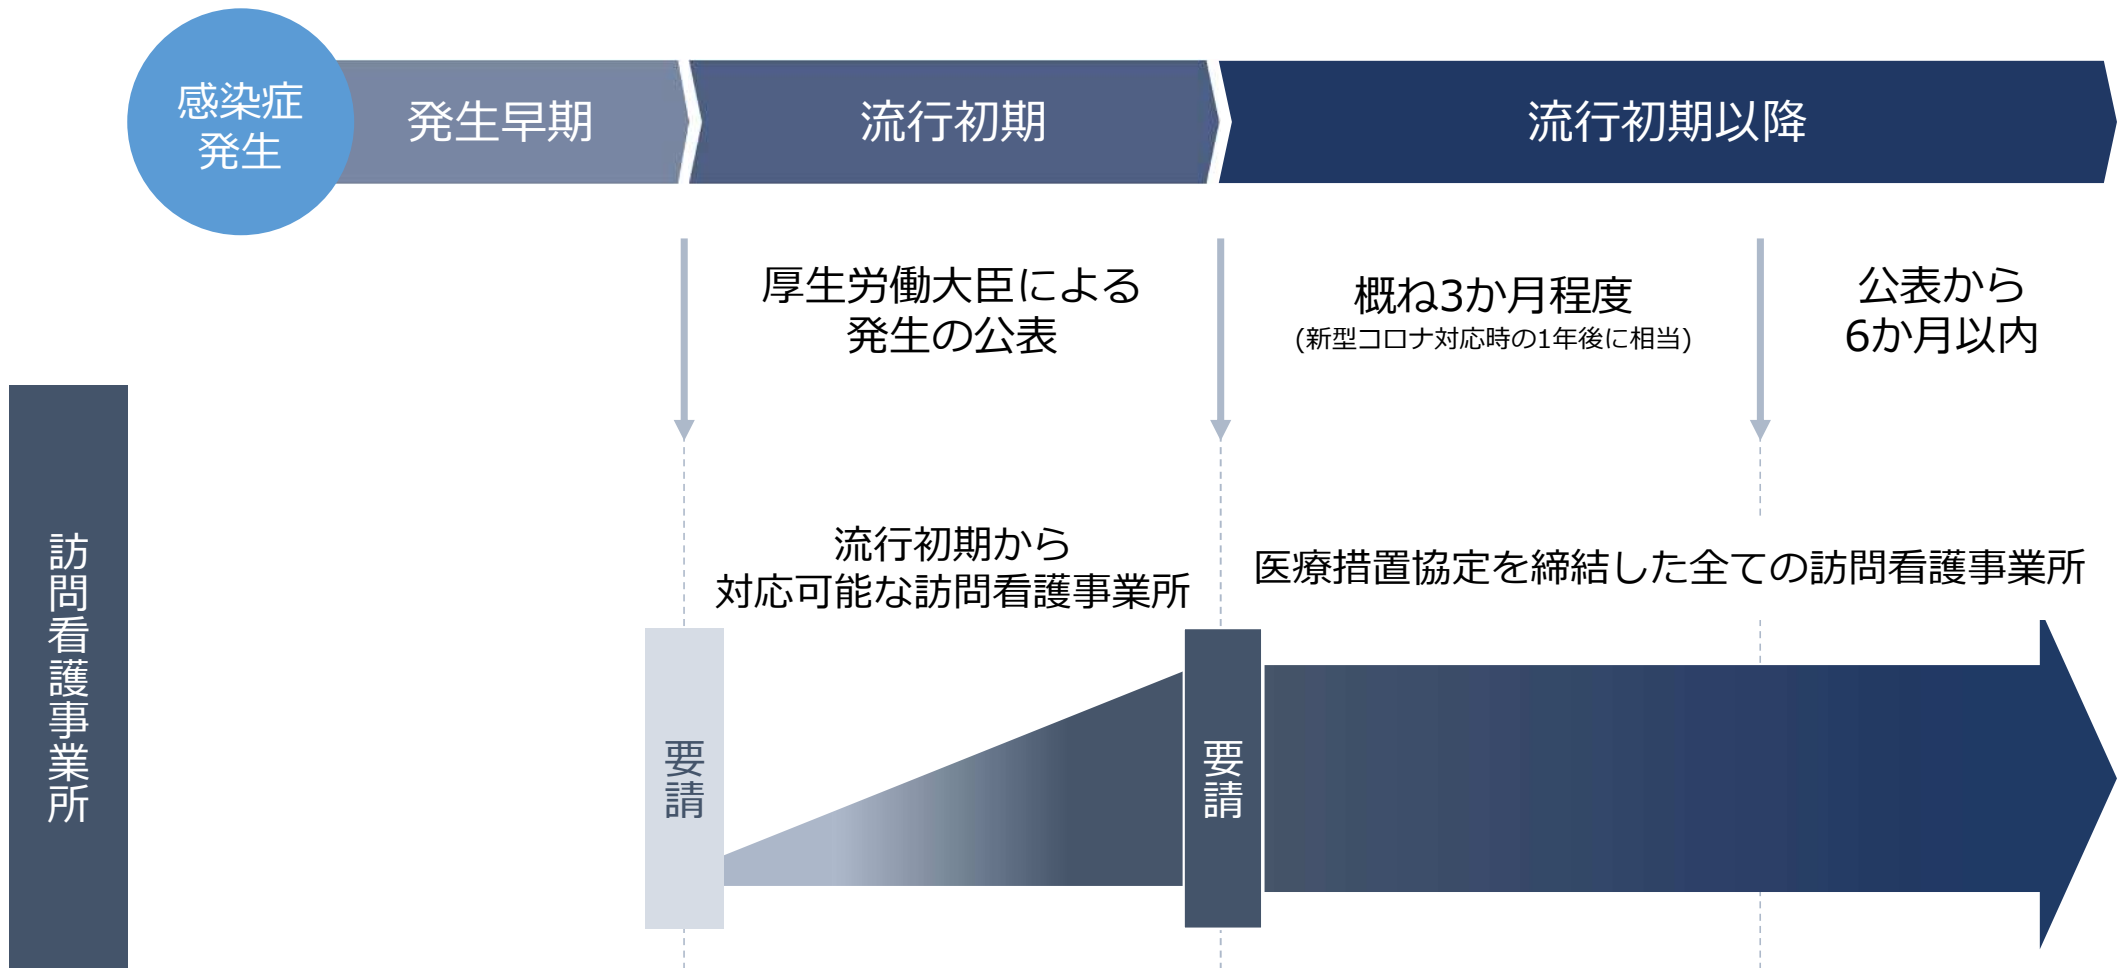 感染症
発生
発生早期
流行初期
流行初期以降
厚生労働大臣による
発生の公表
概ね3か月程度
(新型コロナ対応時の1年後に相当)
公表から
6か月以内
訪問看護事業所
流行初期から
対応可能な訪問看護事業所
医療措置協定を締結した全ての訪問看護事業所
要請
要請